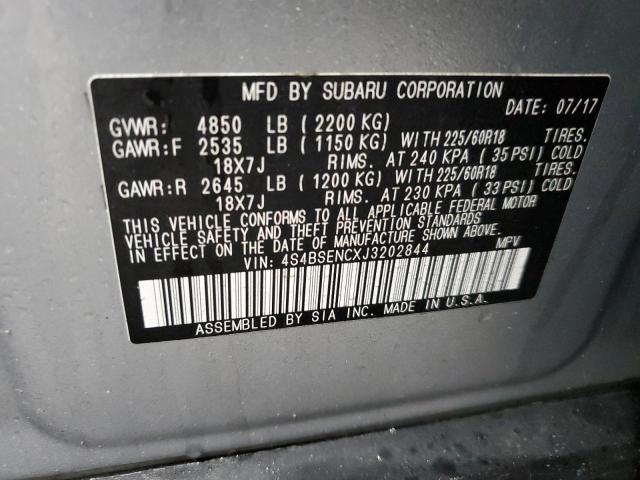 MFD BY SUBARU CORPORATION
DATE: 07/17
GVWR: 4850 LB ( 2200 KG)
GAWR:F 2535 LB ( 1150 KG) WITH 225/60R18 TIRES.
18X7J RIMS. AT 240 KPA ( 35 PSI) COLD
GAWR:R 2645 LB ( 1200 KG) WITH 225/60R18 TIRES.
18X7J RIMS. AT 230 KPA ( 33 PSI) COLD
THIS VEHICLE CONFORMS TO ALL APPLICABLE FEDERAL MOTOR
VEHICLE SAFETY AND THEFT PREVENTION STANDARDS
IN EFFECT ON THE DATE OF MANUFACTURE SHOWN ABOVE.
VIN: 4S4BSENCXJ3202844 MPV
ASSEMBLED BY SIA INC. MADE IN U.S.A.